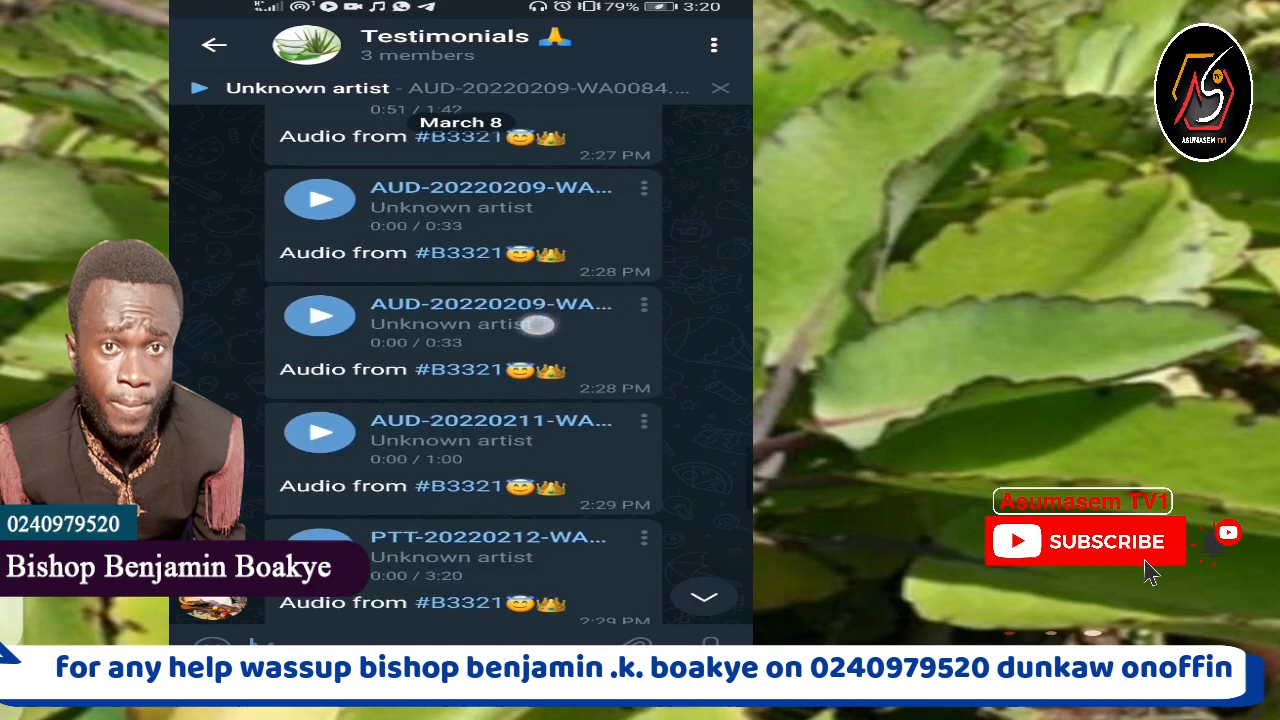 79% 3:20
Testimonials 🙏
3 members
Unknown artist - AUD-20220209-WA0084....
0:51 / 1:42
March 8
Audio from #B3321😇👑
2:27 PM
AUD-20220209-WA...
Unknown artist
0:00 / 0:33
Audio from #B3321😇👑
2:28 PM
AUD-20220209-WA...
Unknown artist
0:00 / 0:33
Audio from #B3321😇👑
2:28 PM
AUD-20220211-WA...
Unknown artist
0:00 / 1:00
Audio from #B3321😇👑
2:29 PM
PTT-20220212-WA...
Unknown artist
0:00 / 3:20
Audio from #B3321😇👑
2:29 PM
ASUMASEM TV1
Asumasem TV1
SUBSCRIBE
0240979520
Bishop Benjamin Boakye
for any help wassup bishop benjamin .k. boakye on 0240979520 dunkaw onoffin